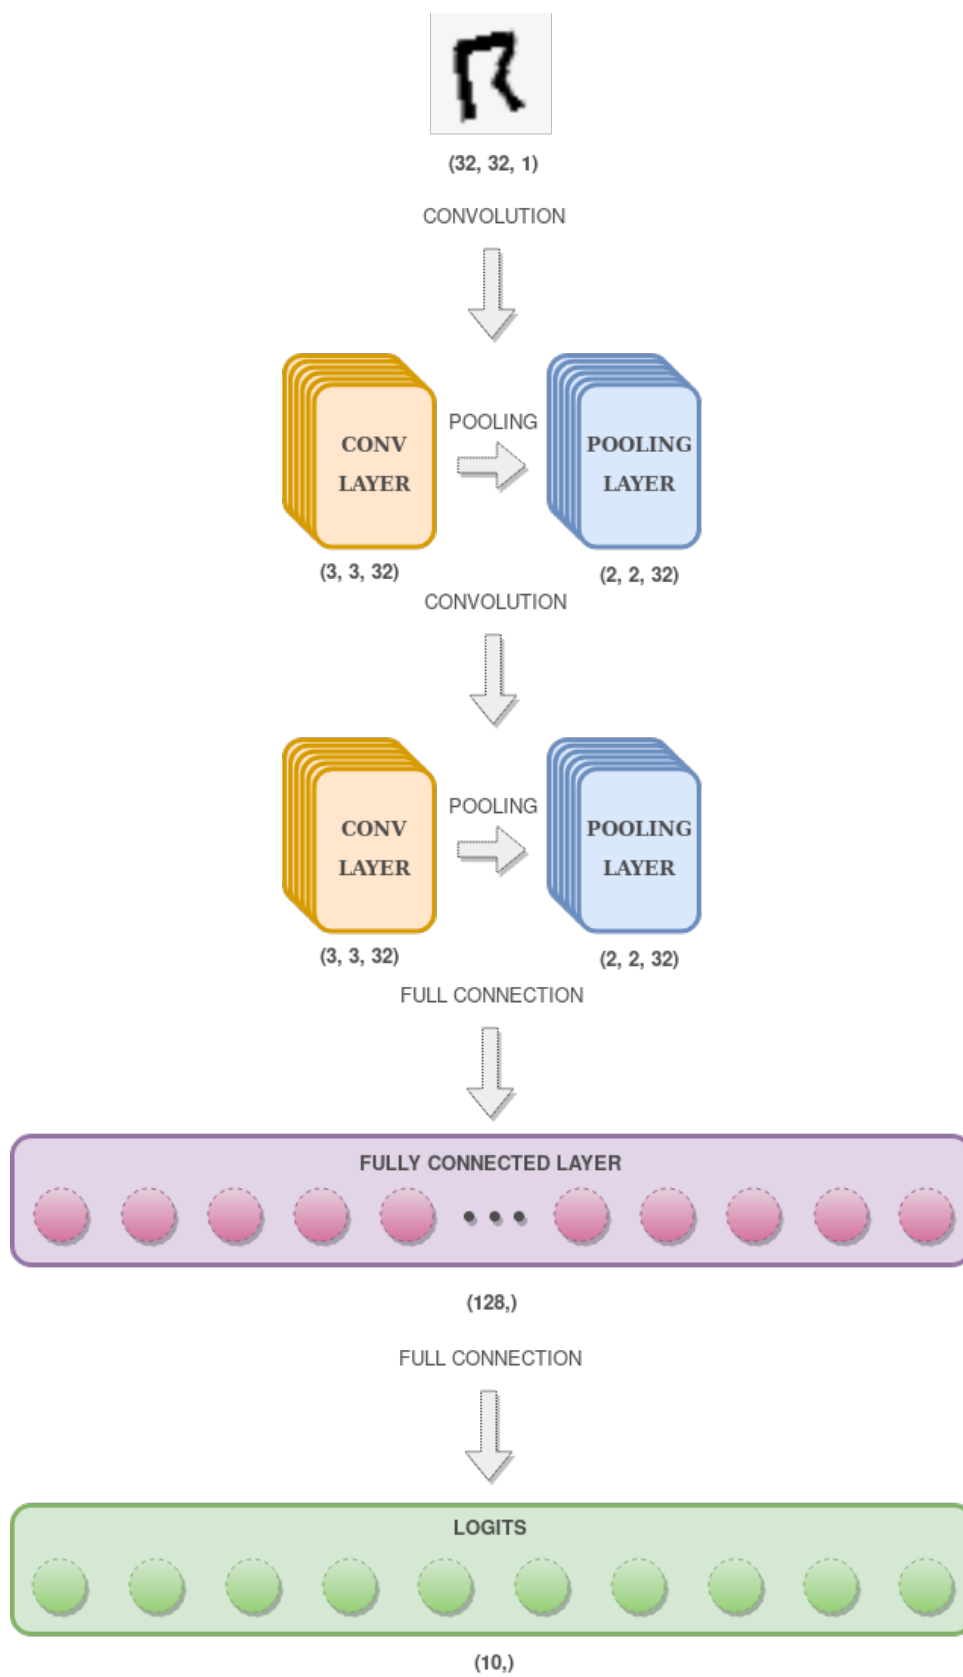 (32, 32, 1)
CONVOLUTION
POOLING
CONV
LAYER
POOLING
LAYER
(3, 3, 32)
(2, 2, 32)
CONVOLUTION
POOLING
CONV
LAYER
POOLING
LAYER
(3, 3, 32)
(2, 2, 32)
FULL CONNECTION
FULLY CONNECTED LAYER
(128,)
FULL CONNECTION
LOGITS
(10,)